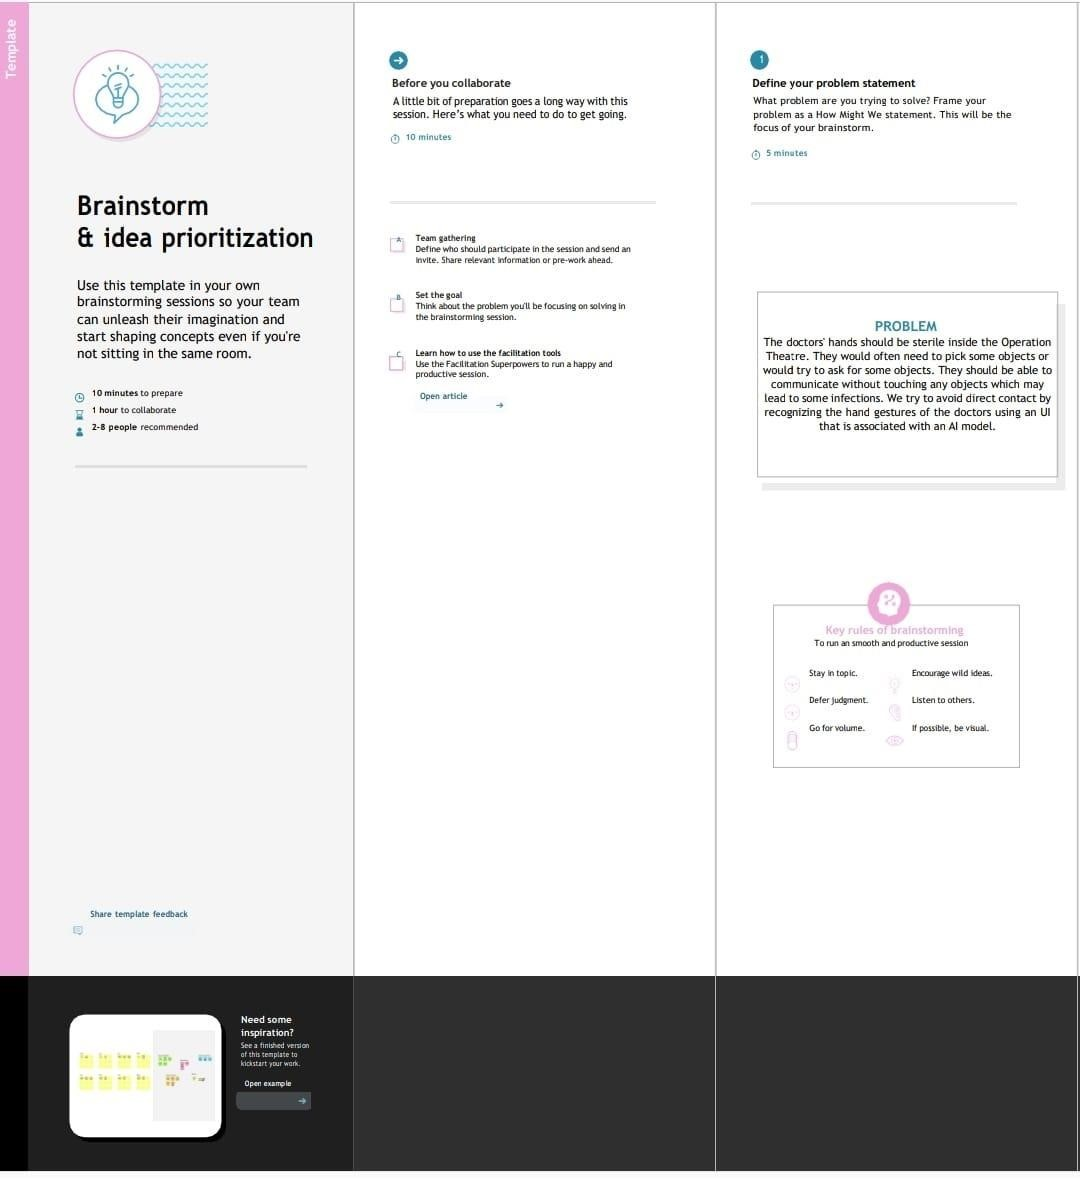 Template
Brainstorm
& idea prioritization
Use this template in your own
brainstorming sessions so your team
can unleash their imagination and
start shaping concepts even if you're
not sitting in the same room.
10 minutes to prepare
1 hour to collaborate
2-8 people recommended
Share template feedback
Need some
inspiration?
See a finished version
of this template to
kickstart your work.
Open example
Before you collaborate
A little bit of preparation goes a long way with this
session. Here's what you need to do to get going.
10 minutes
A
Team gathering
Define who should participate in the session and send an
invite. Share relevant information or pre-work ahead.
B
Set the goal
Think about the problem you'll be focusing on solving in
the brainstorming session.
C
Learn how to use the facilitation tools
Use the Facilitation Superpowers to run a happy and
productive session.
Open article
1
Define your problem statement
What problem are you trying to solve? Frame your
problem as a How Might We statement. This will be the
focus of your brainstorm.
5 minutes
PROBLEM
The doctors' hands should be sterile inside the Operation
Theatre. They would often need to pick some objects or
would try to ask for some objects. They should be able to
communicate without touching any objects which may
lead to some infections. We try to avoid direct contact by
recognizing the hand gestures of the doctors using an UI
that is associated with an AI model.
Key rules of brainstorming
To run an smooth and productive session
Stay in topic.
Encourage wild ideas.
Defer judgment.
Listen to others.
Go for volume.
If possible, be visual.